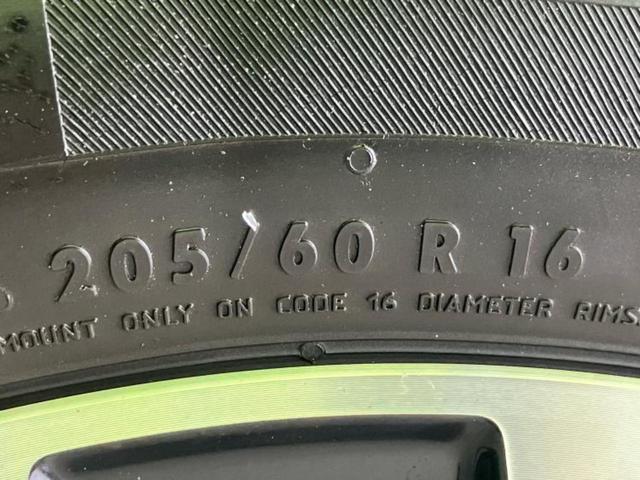 205/60 R 16
MOUNT ONLY ON CODE 16 DIAMETER RIMS